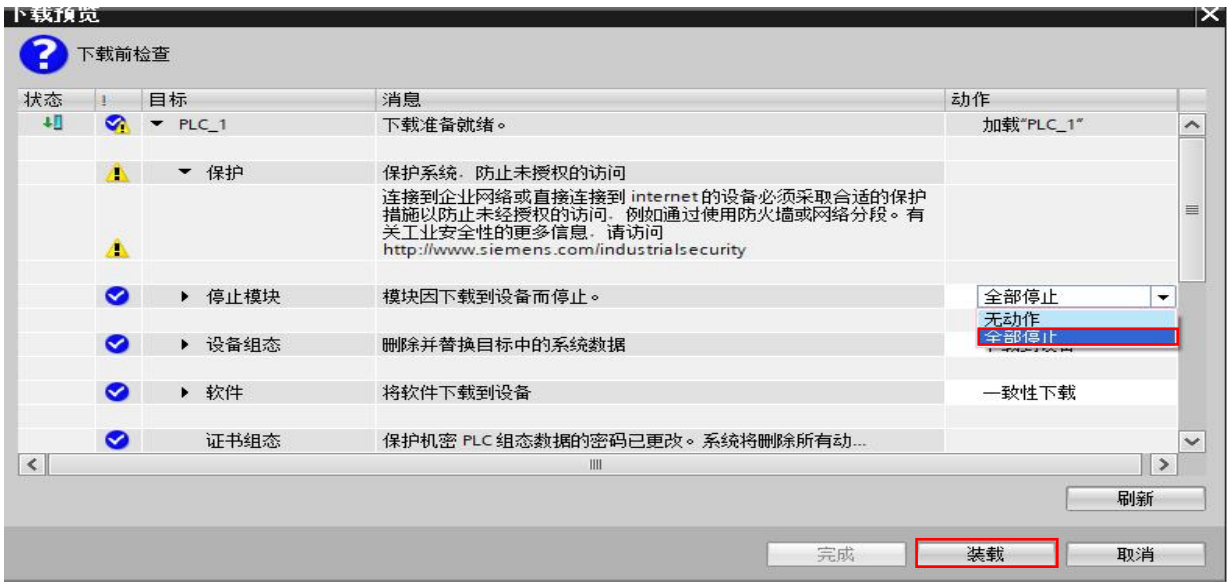 下载预览
下载前检查
状态 ! 目标 消息 动作
PLC_1 下载准备就绪。 加载"PLC_1"
保护 保护系统，防止未授权的访问
连接到企业网络或直接连接到 internet 的设备必须采取合适的保护
措施以防止未经授权的访问，例如通过使用防火墙或网络分段。有
关工业安全性的更多信息，请访问
http://www.siemens.com/industrialsecurity
停止模块 模块因下载到设备而停止。 全部停止
无动作
全部停止
设备组态 删除并替换目标中的系统数据
软件 将软件下载到设备 一致性下载
证书组态 保护机密 PLC 组态数据的密码已更改。系统将删除所有动...
刷新
完成 装载 取消